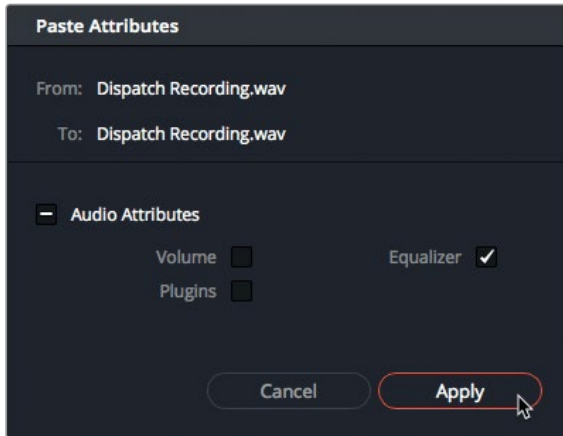 Paste Attributes
From: Dispatch Recording.wav
To: Dispatch Recording.wav
Audio Attributes
Volume Equalizer
Plugins
Cancel Apply